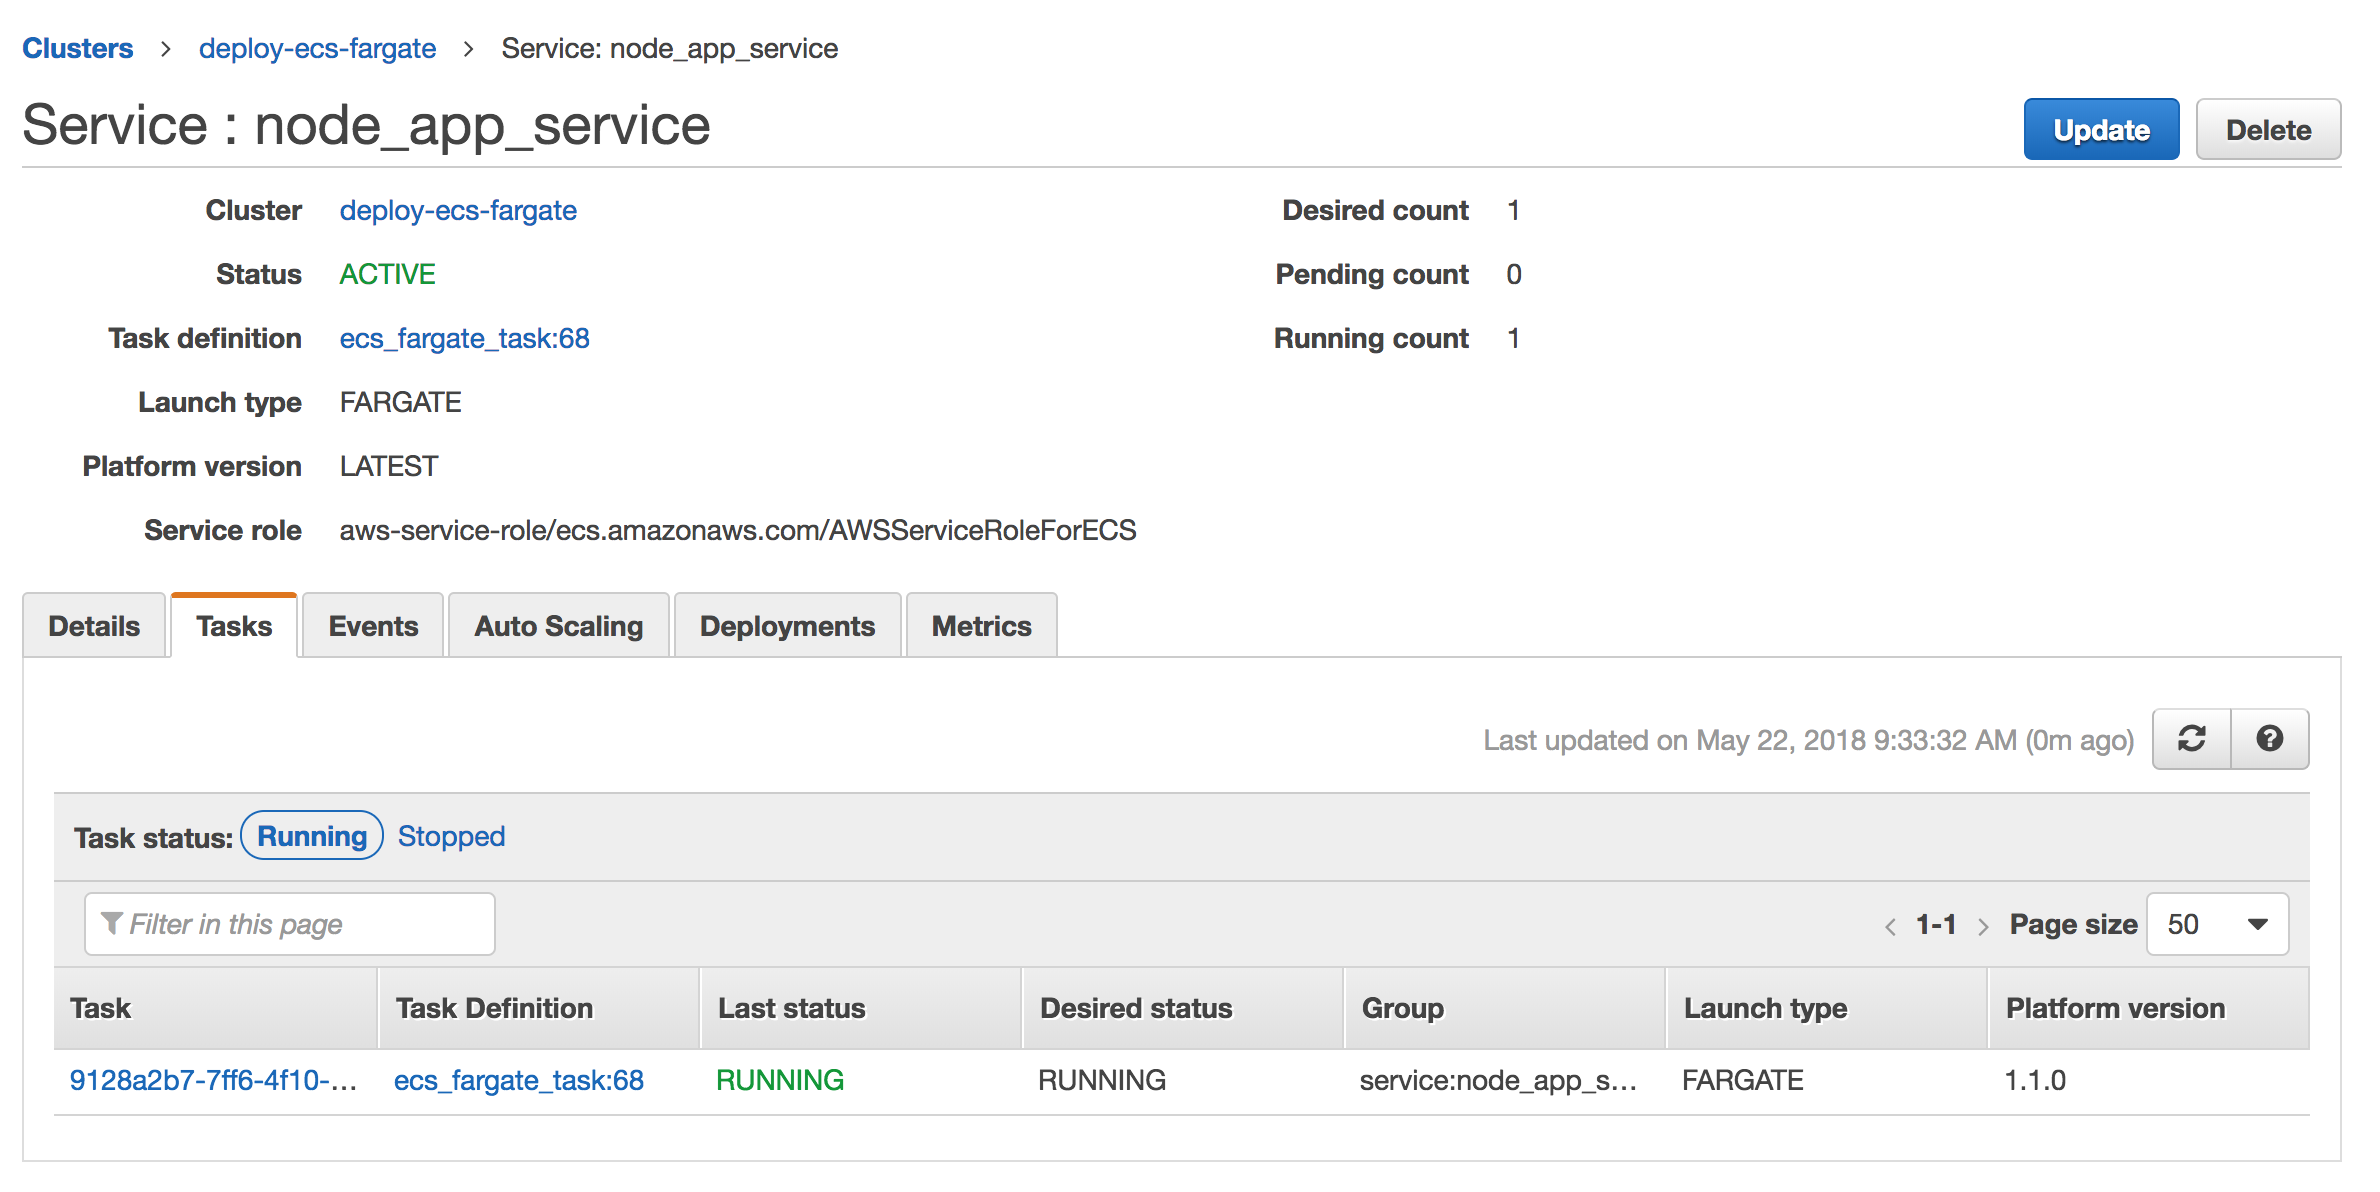 Clusters > deploy-ecs-fargate > Service: node_app_service
Service : node_app_service
Update Delete
Cluster deploy-ecs-fargate
Desired count 1
Status ACTIVE
Pending count 0
Task definition ecs_fargate_task:68
Running count 1
Launch type FARGATE
Platform version LATEST
Service role aws-service-role/ecs.amazonaws.com/AWSServiceRoleForECS
Details Tasks Events Auto Scaling Deployments Metrics
Last updated on May 22, 2018 9:33:32 AM (0m ago)
Task status: Running Stopped
Filter in this page
< 1-1 > Page size 50
Task Task Definition Last status Desired status Group Launch type Platform version
9128a2b7-7ff6-4f10-... ecs_fargate_task:68 RUNNING RUNNING service:node_app_s... FARGATE 1.1.0